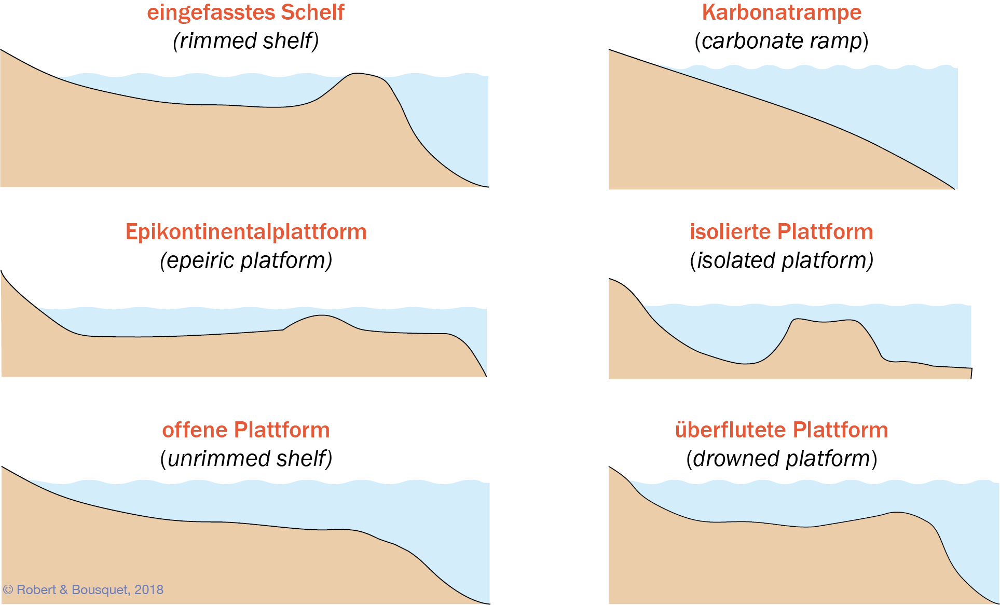 eingefasstes Schelf
(rimmed shelf)
Karbonatrampe
(carbonate ramp)
Epikontinentalplattform
(epeiric platform)
isolierte Plattform
(isolated platform)
offene Plattform
(unrimmed shelf)
überflutete Plattform
(drowned platform)
© Robert & Bousquet, 2018